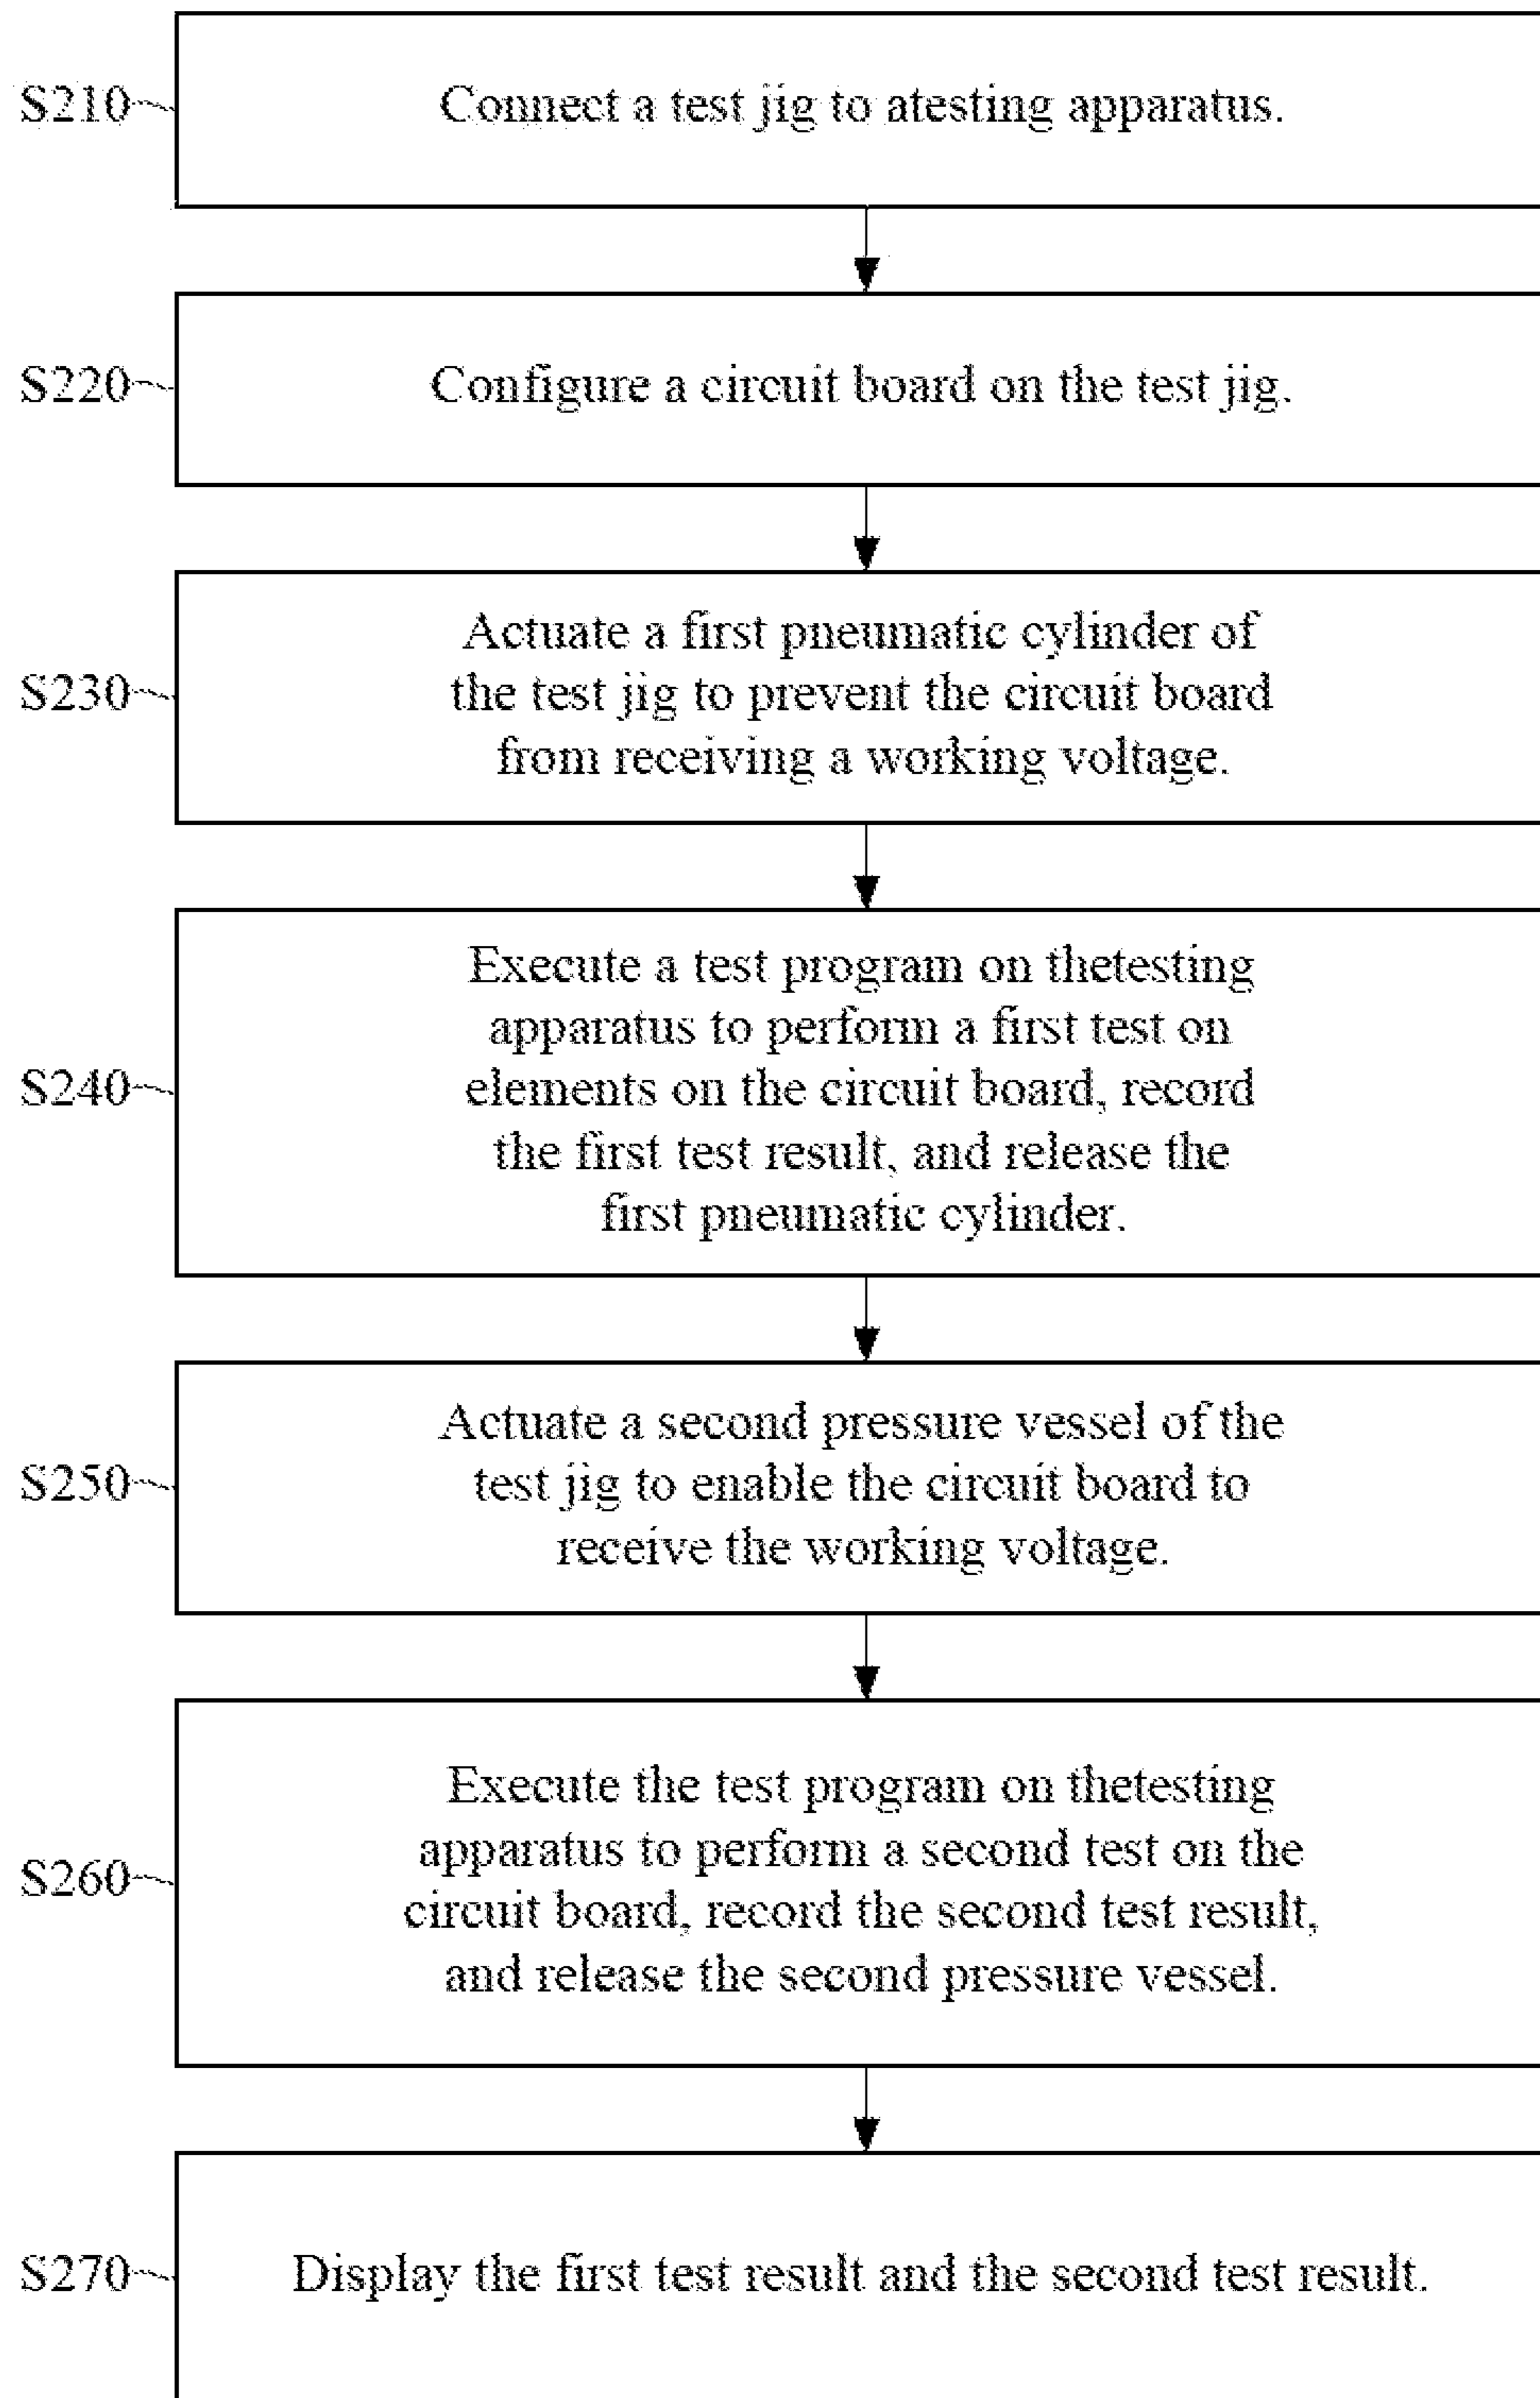 S210
Connect a test jig to atesting apparatus.
S220
Configure a circuit board on the test jig.
S230
Actuate a first pneumatic cylinder of
the test jig to prevent the circuit board
from receiving a working voltage.
S240
Execute a test program on thetesting
apparatus to perform a first test on
elements on the circuit board, record
the first test result, and release the
first pneumatic cylinder.
S250
Actuate a second pressure vessel of the
test jig to enable the circuit board to
receive the working voltage.
S260
Execute the test program on thetesting
apparatus to perform a second test on the
circuit board, record the second test result,
and release the second pressure vessel.
S270
Display the first test result and the second test result.